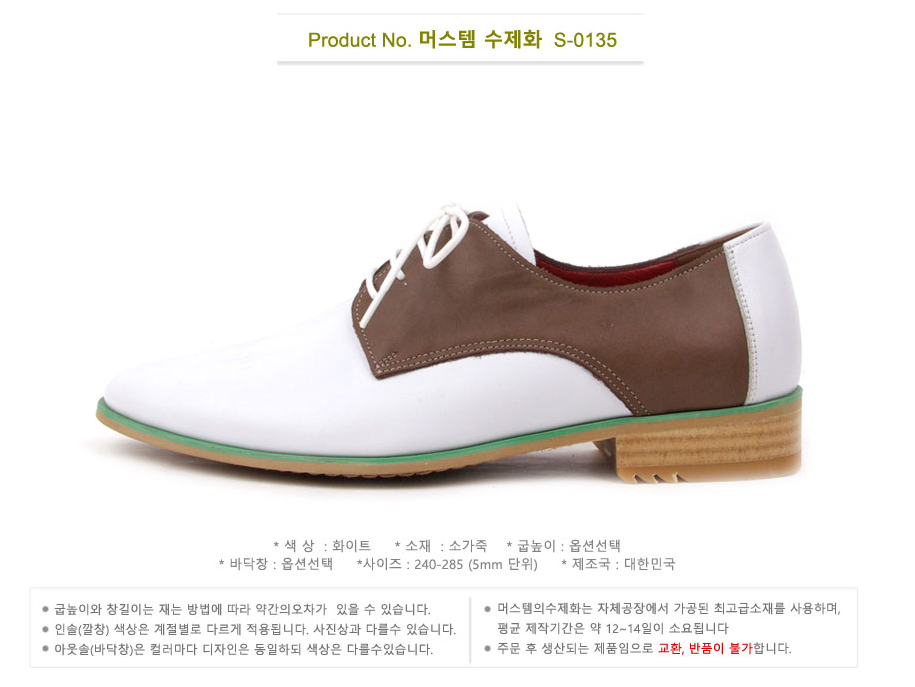 Product No. 머스템 수제화 S-0135
* 색 상 : 화이트 * 소재 : 소가죽 * 굽높이 : 옵션선택
* 바닥창 : 옵션선택 *사이즈 : 240-285 (5mm 단위) * 제조국 : 대한민국
● 굽높이와 창길이는 재는 방법에 따라 약간의오차가 있을 수 있습니다.
● 인솔(깔창) 색상은 계절별로 다르게 적용됩니다. 사진상과 다를수 있습니다.
● 아웃솔(바닥창)은 컬러마다 디자인은 동일하되 색상은 다를수있습니다.
● 머스템의수제화는 자체공장에서 가공된 최고급소재를 사용하며,
평균 제작기간은 약 12~14일이 소요됩니다
● 주문 후 생산되는 제품임으로 교환, 반품이 불가합니다.